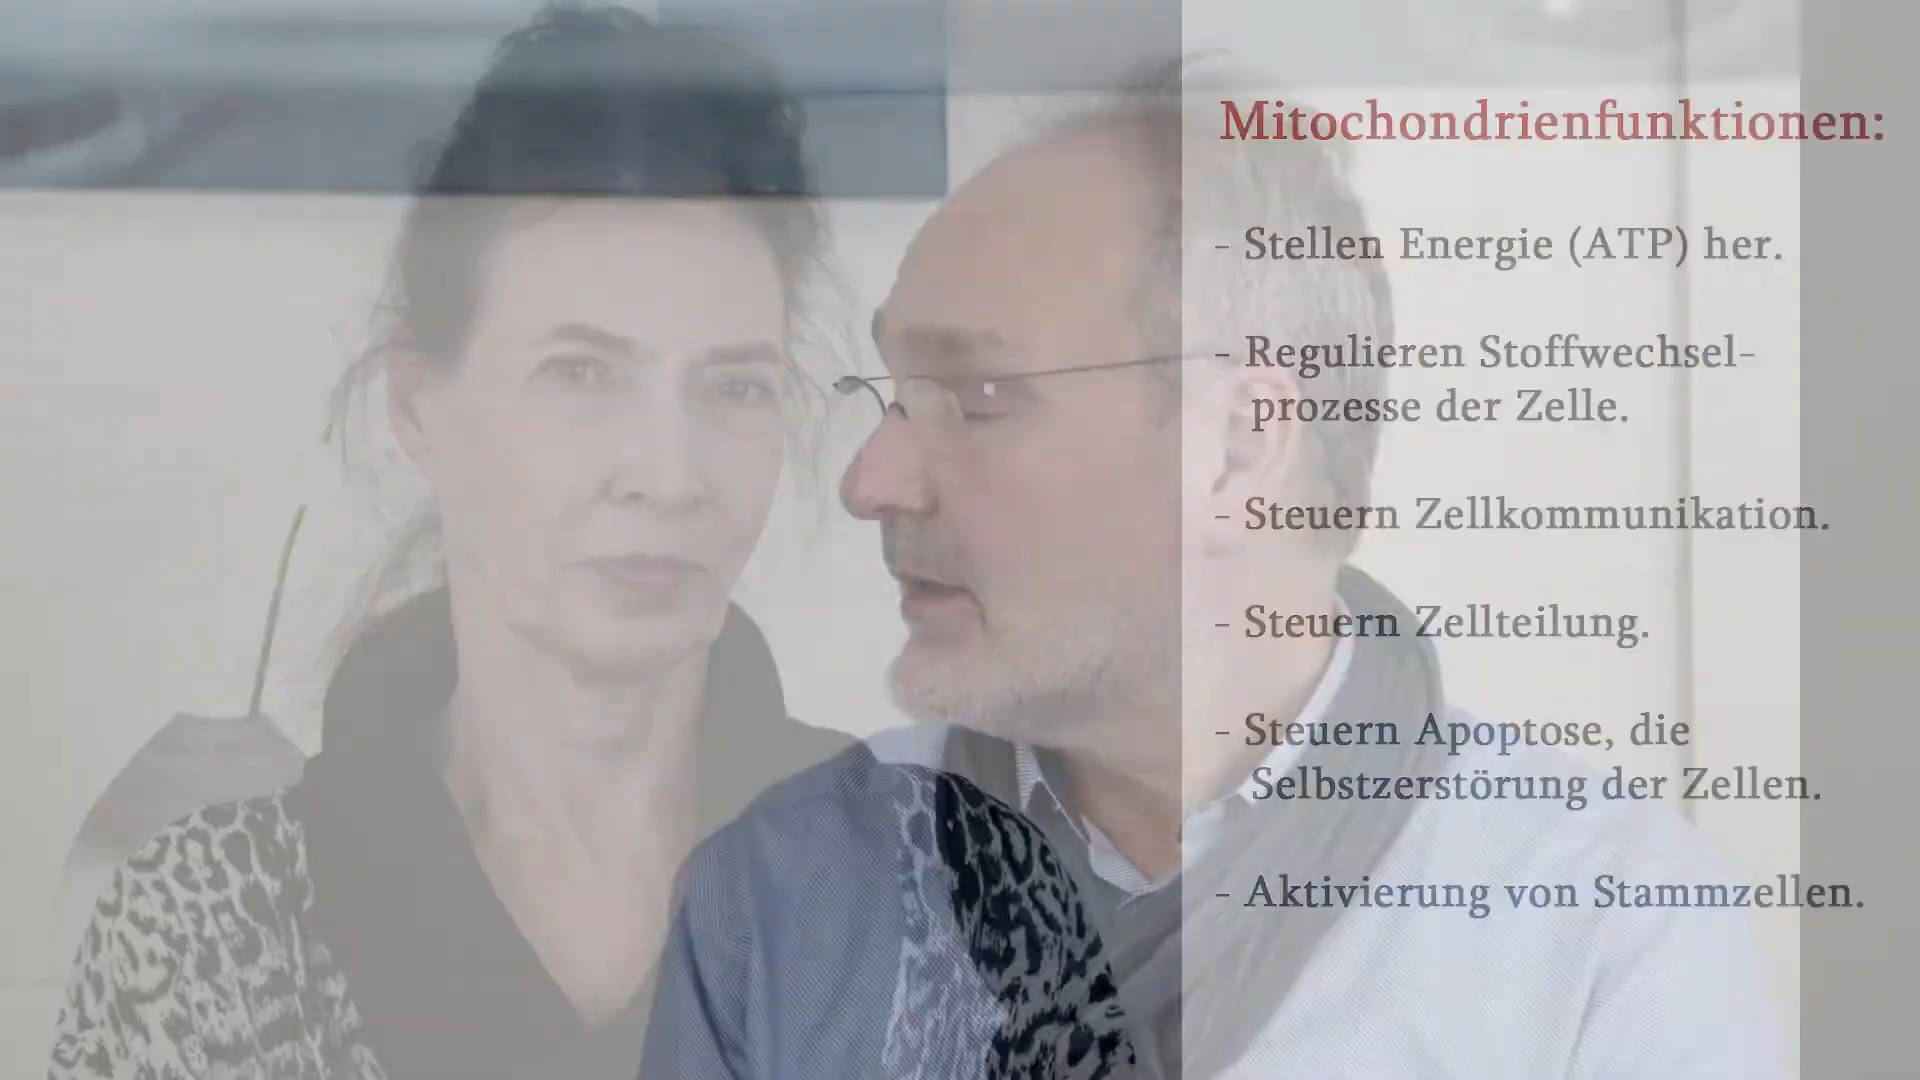 Mitochondrienfunktionen:
- Stellen Energie (ATP) her.
- Regulieren Stoffwechsel-
prozesse der Zelle.
- Steuern Zellkommunikation.
- Steuern Zellteilung.
- Steuern Apoptose, die
Selbstzerstörung der Zellen.
- Aktivierung von Stammzellen.